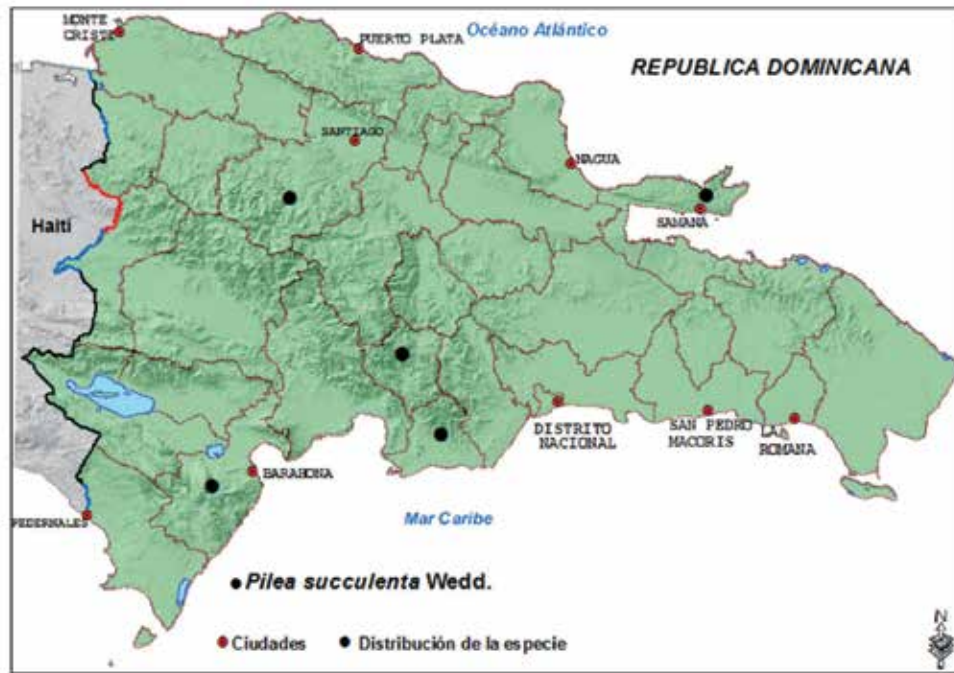 MONTE
CRISTI
PUERTO PLATA
Océano Atlántico
REPUBLICA DOMINICANA
SANTIAGO
NAGUA
Haití
SAMANA
DISTRITO
NACIONAL
SAN PEDRO
MACORIS
LA
ROMANA
BARAHONA
PEDERNALES
Mar Caribe
Pilea succulenta Wedd.
Ciudades
Distribución de la especie
N